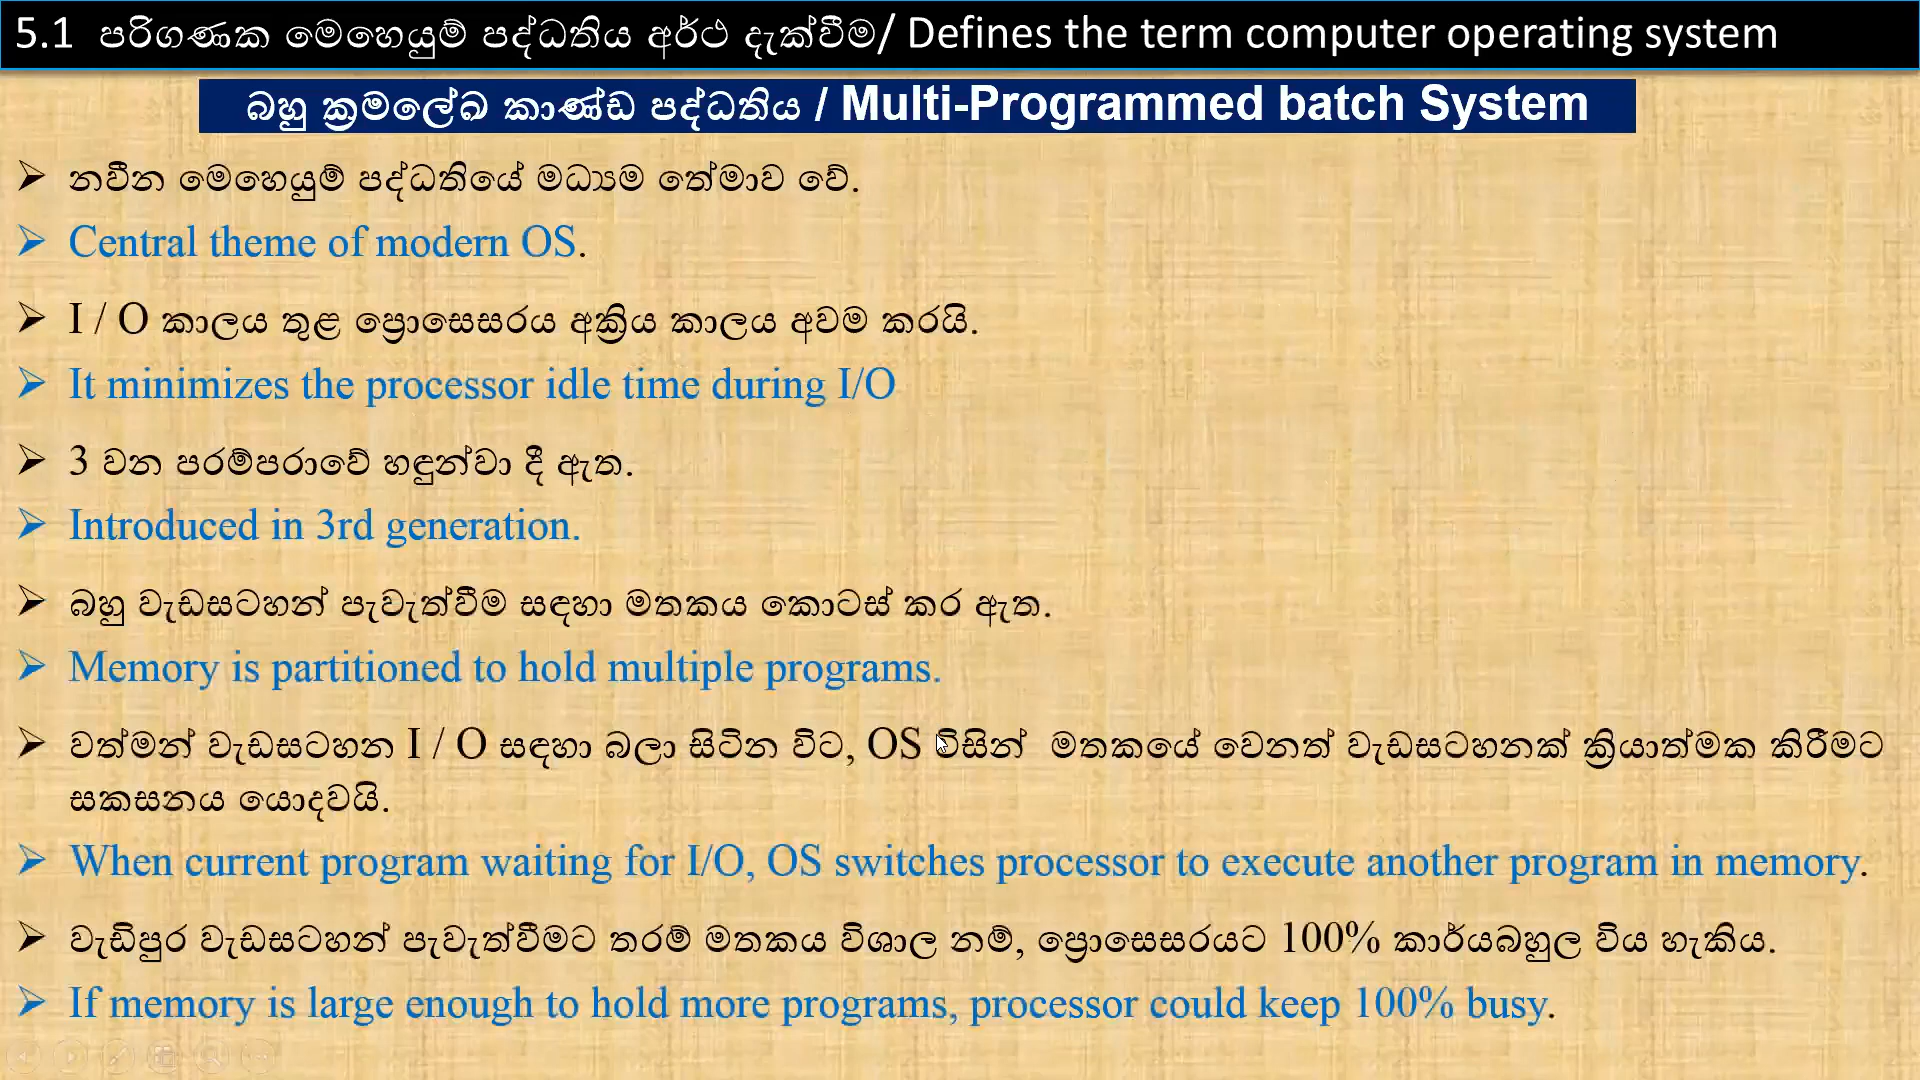 5.1 පරිගණක මෙහෙයුම් පද්ධතිය අර්ථ දැක්වීම/ Defines the term computer operating system
බහු ක්‍රමලේඛ කාණ්ඩ පද්ධතිය / Multi-Programmed batch System
➢ නවීන මෙහෙයුම් පද්ධතියේ මධ්‍යම තේමාව වේ.
➢ Central theme of modern OS.
➢ I / O කාලය තුළ ප්‍රොසෙසරය අක්‍රිය කාලය අවම කරයි.
➢ It minimizes the processor idle time during I/O
➢ 3 වන පරම්පරාවේ හඳුන්වා දී ඇත.
➢ Introduced in 3rd generation.
➢ බහු වැඩසටහන් පැවැත්වීම සඳහා මතකය කොටස් කර ඇත.
➢ Memory is partitioned to hold multiple programs.
➢ වත්මන් වැඩසටහන I / O සඳහා බලා සිටින විට, OS විසින් මතකයේ වෙනත් වැඩසටහනක් ක්‍රියාත්මක කිරීමට
සකසනය යොදවයි.
➢ When current program waiting for I/O, OS switches processor to execute another program in memory.
➢ වැඩිපුර වැඩසටහන් පැවැත්වීමට තරම් මතකය විශාල නම්, ප්‍රොසෙසරයට 100% කාර්යබහුල විය හැකිය.
➢ If memory is large enough to hold more programs, processor could keep 100% busy.